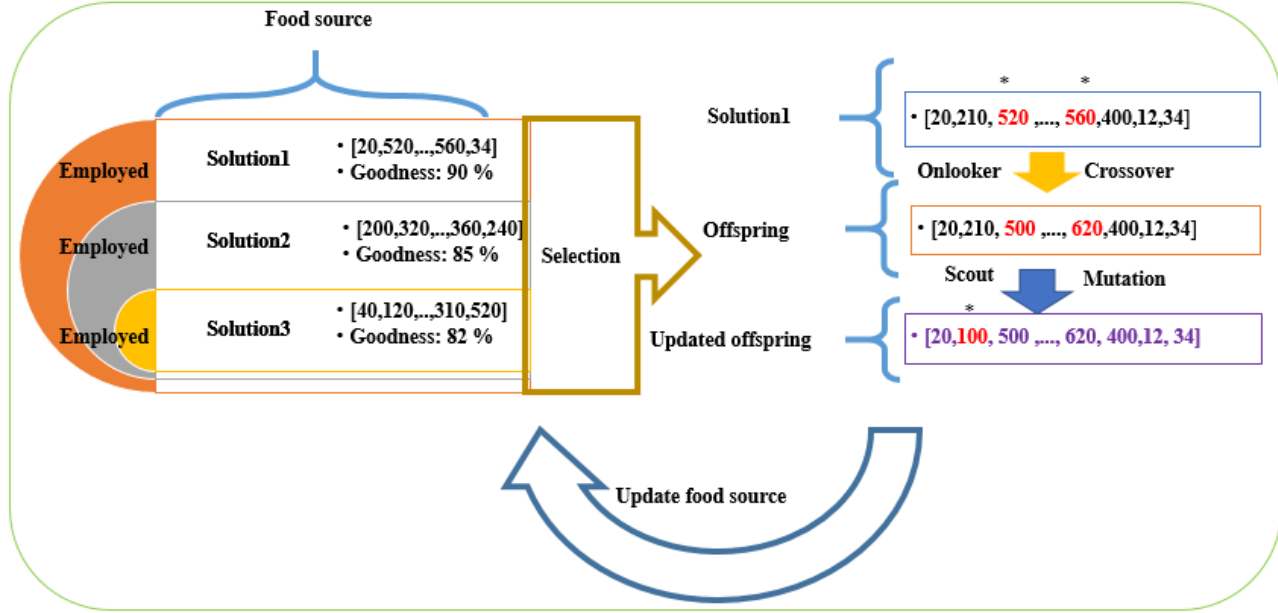 Food source
Employed
Solution1
• [20,520,..,560,34]
• Goodness: 90 %
Employed
Solution2
• [200,320,..,360,240]
• Goodness: 85 %
Employed
Solution3
• [40,120,..,310,520]
• Goodness: 82 %
Selection
Solution1
* *
• [20,210, 520 ,..., 560,400,12,34]
Onlooker Crossover
Offspring
• [20,210, 500 ,..., 620,400,12,34]
Scout Mutation
*
Updated offspring
• [20,100, 500 ,..., 620, 400,12, 34]
Update food source